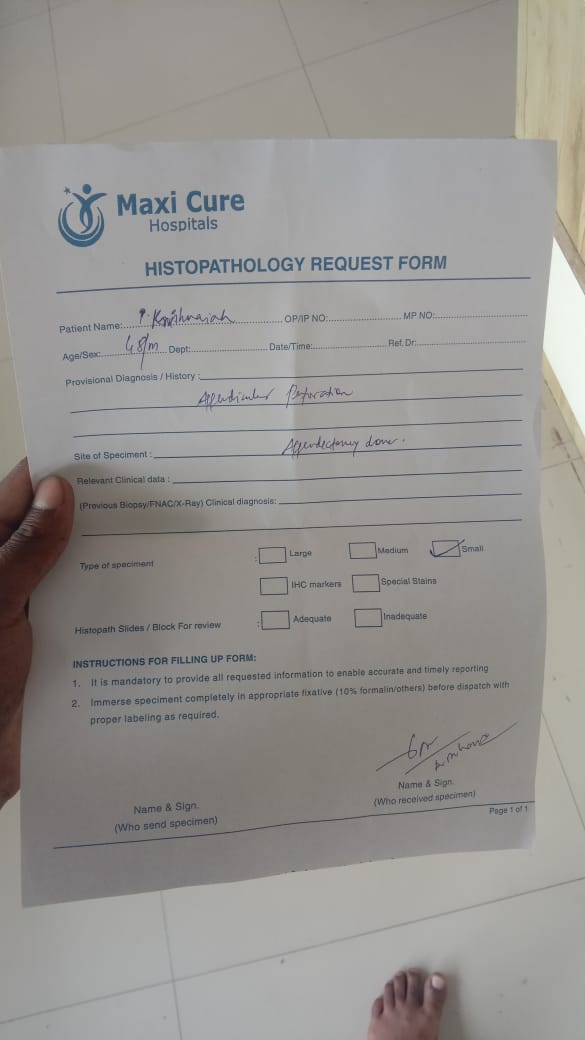 Maxi Cure
Hospitals
HISTOPATHOLOGY REQUEST FORM
Patient Name: P. Krishnaiah OP/IP NO: MP NO:
Age/Sex: 48/m Dept: Date/Time: Ref. Dr:
Provisional Diagnosis / History :
Appendicular Perforation
Site of Speciment : Appendectomy done.
Relevant Clinical data :
(Previous Biopsy/FNAC/X-Ray) Clinical diagnosis:
Type of speciment : Large Medium Small
IHC markers Special Stains
Histopath Slides / Block For review : Adequate Inadequate
INSTRUCTIONS FOR FILLING UP FORM:
1. It is mandatory to provide all requested information to enable accurate and timely reporting
2. Immerse speciment completely in appropriate fixative (10% formalin/others) before dispatch with
proper labeling as required.
Name & Sign.
(Who send speciment)
Name & Sign.
(Who received speciment)
Page 1 of 1